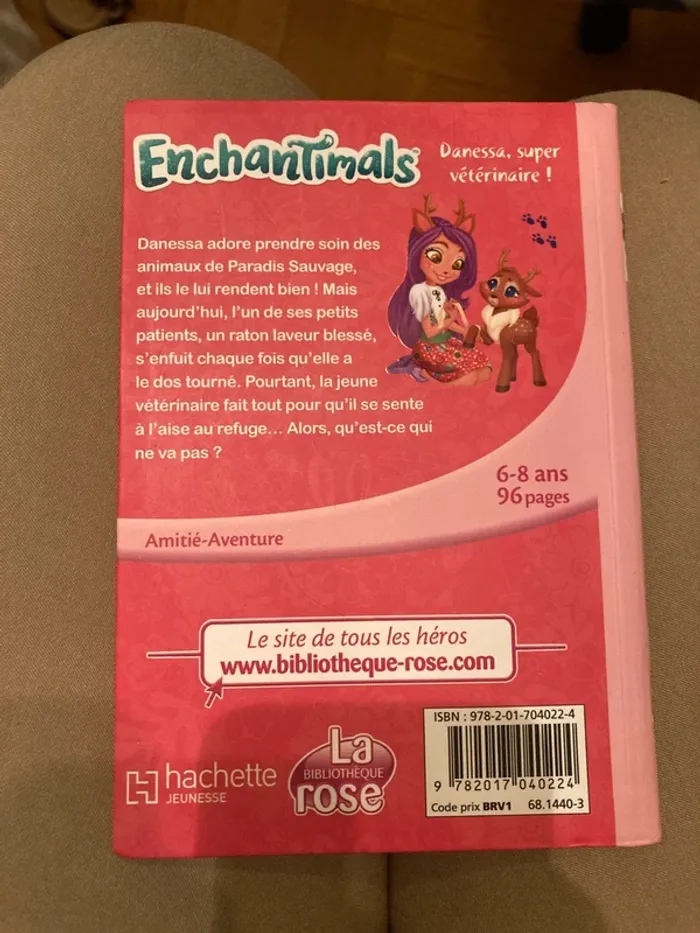 EnchanTimals™
Danessa, super
vétérinaire !
Danessa adore prendre soin des
animaux de Paradis Sauvage,
et ils le lui rendent bien ! Mais
aujourd'hui, l'un de ses petits
patients, un raton laveur blessé,
s'enfuit chaque fois qu'elle a
le dos tourné. Pourtant, la jeune
vétérinaire fait tout pour qu'il se sente
à l'aise au refuge... Alors, qu'est-ce qui
ne va pas ?
6-8 ans
96 pages
Amitié-Aventure
Le site de tous les héros
www.bibliotheque-rose.com
hachette
JEUNESSE
La
BIBLIOTHÈQUE
rose
ISBN : 978-2-01-704022-4
9 782017 040224
Code prix BRV1 68.1440-3